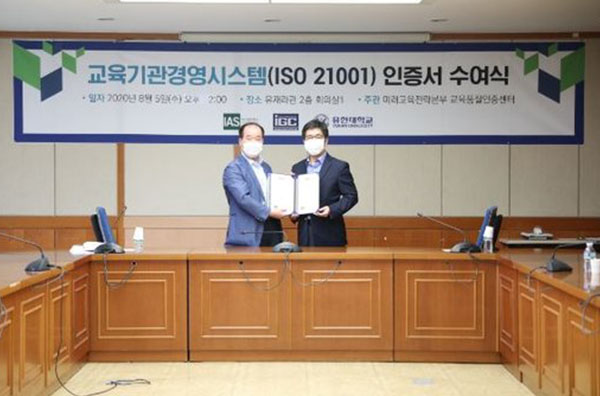 교육기관경영시스템(ISO 21001) 인증서 수여식
• 일자 2020년 8월 5일(수) 오후 2:00 • 장소 유재라관 2층 회의실1 • 주관 미래교육전략본부 교육품질인증센터
IAS IGC 유한대학교
YUHAN UNIVERSITY